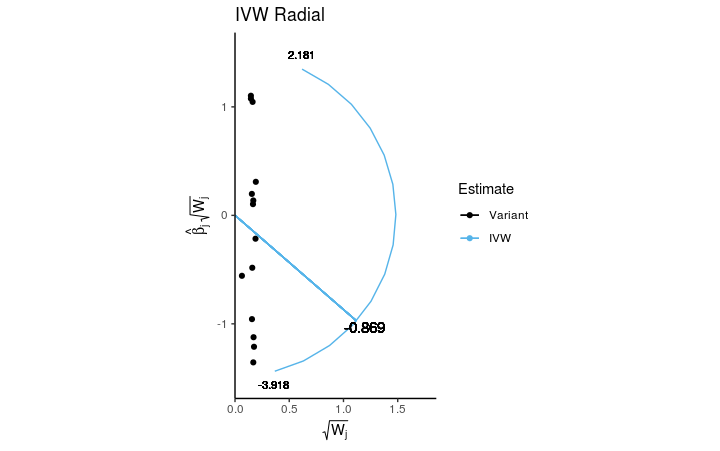 IVW Radial
2.181
1
0
-1
β̂ⱼ√Wⱼ
-0.869
-3.918
0.0 0.5 1.0 1.5
√Wⱼ
Estimate
Variant
IVW